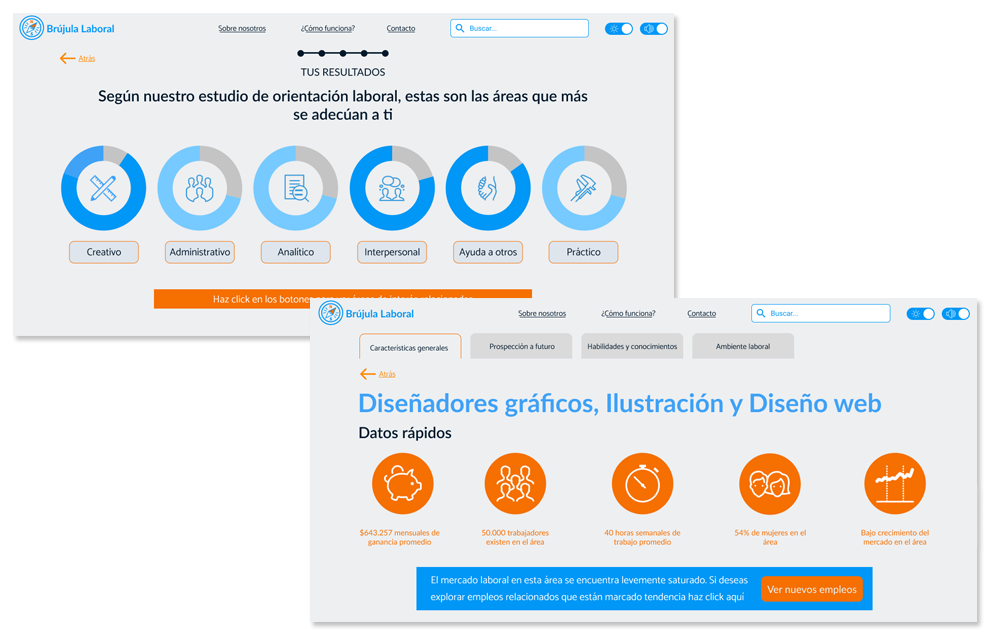 Brújula Laboral
Sobre nosotros
¿Cómo funciona?
Contacto
Buscar...
Atrás
TUS RESULTADOS
Según nuestro estudio de orientación laboral, estas son las áreas que más
se adecúan a ti
Creativo
Administrativo
Analítico
Interpersonal
Ayuda a otros
Práctico
Haz click en los botones
Brújula Laboral
Sobre nosotros
¿Cómo funciona?
Contacto
Buscar...
Características generales
Prospección a futuro
Habilidades y conocimientos
Ambiente laboral
Atrás
Diseñadores gráficos, Ilustración y Diseño web
Datos rápidos
$643.257 mensuales de
ganancia promedio
50.000 trabajadores
existen en el área
40 horas semanales de
trabajo promedio
54% de mujeres en el
área
Bajo crecimiento del
mercado en el área
El mercado laboral en esta área se encuentra levemente saturado. Si deseas
explorar empleos relacionados que están marcado tendencia haz click aquí
Ver nuevos empleos